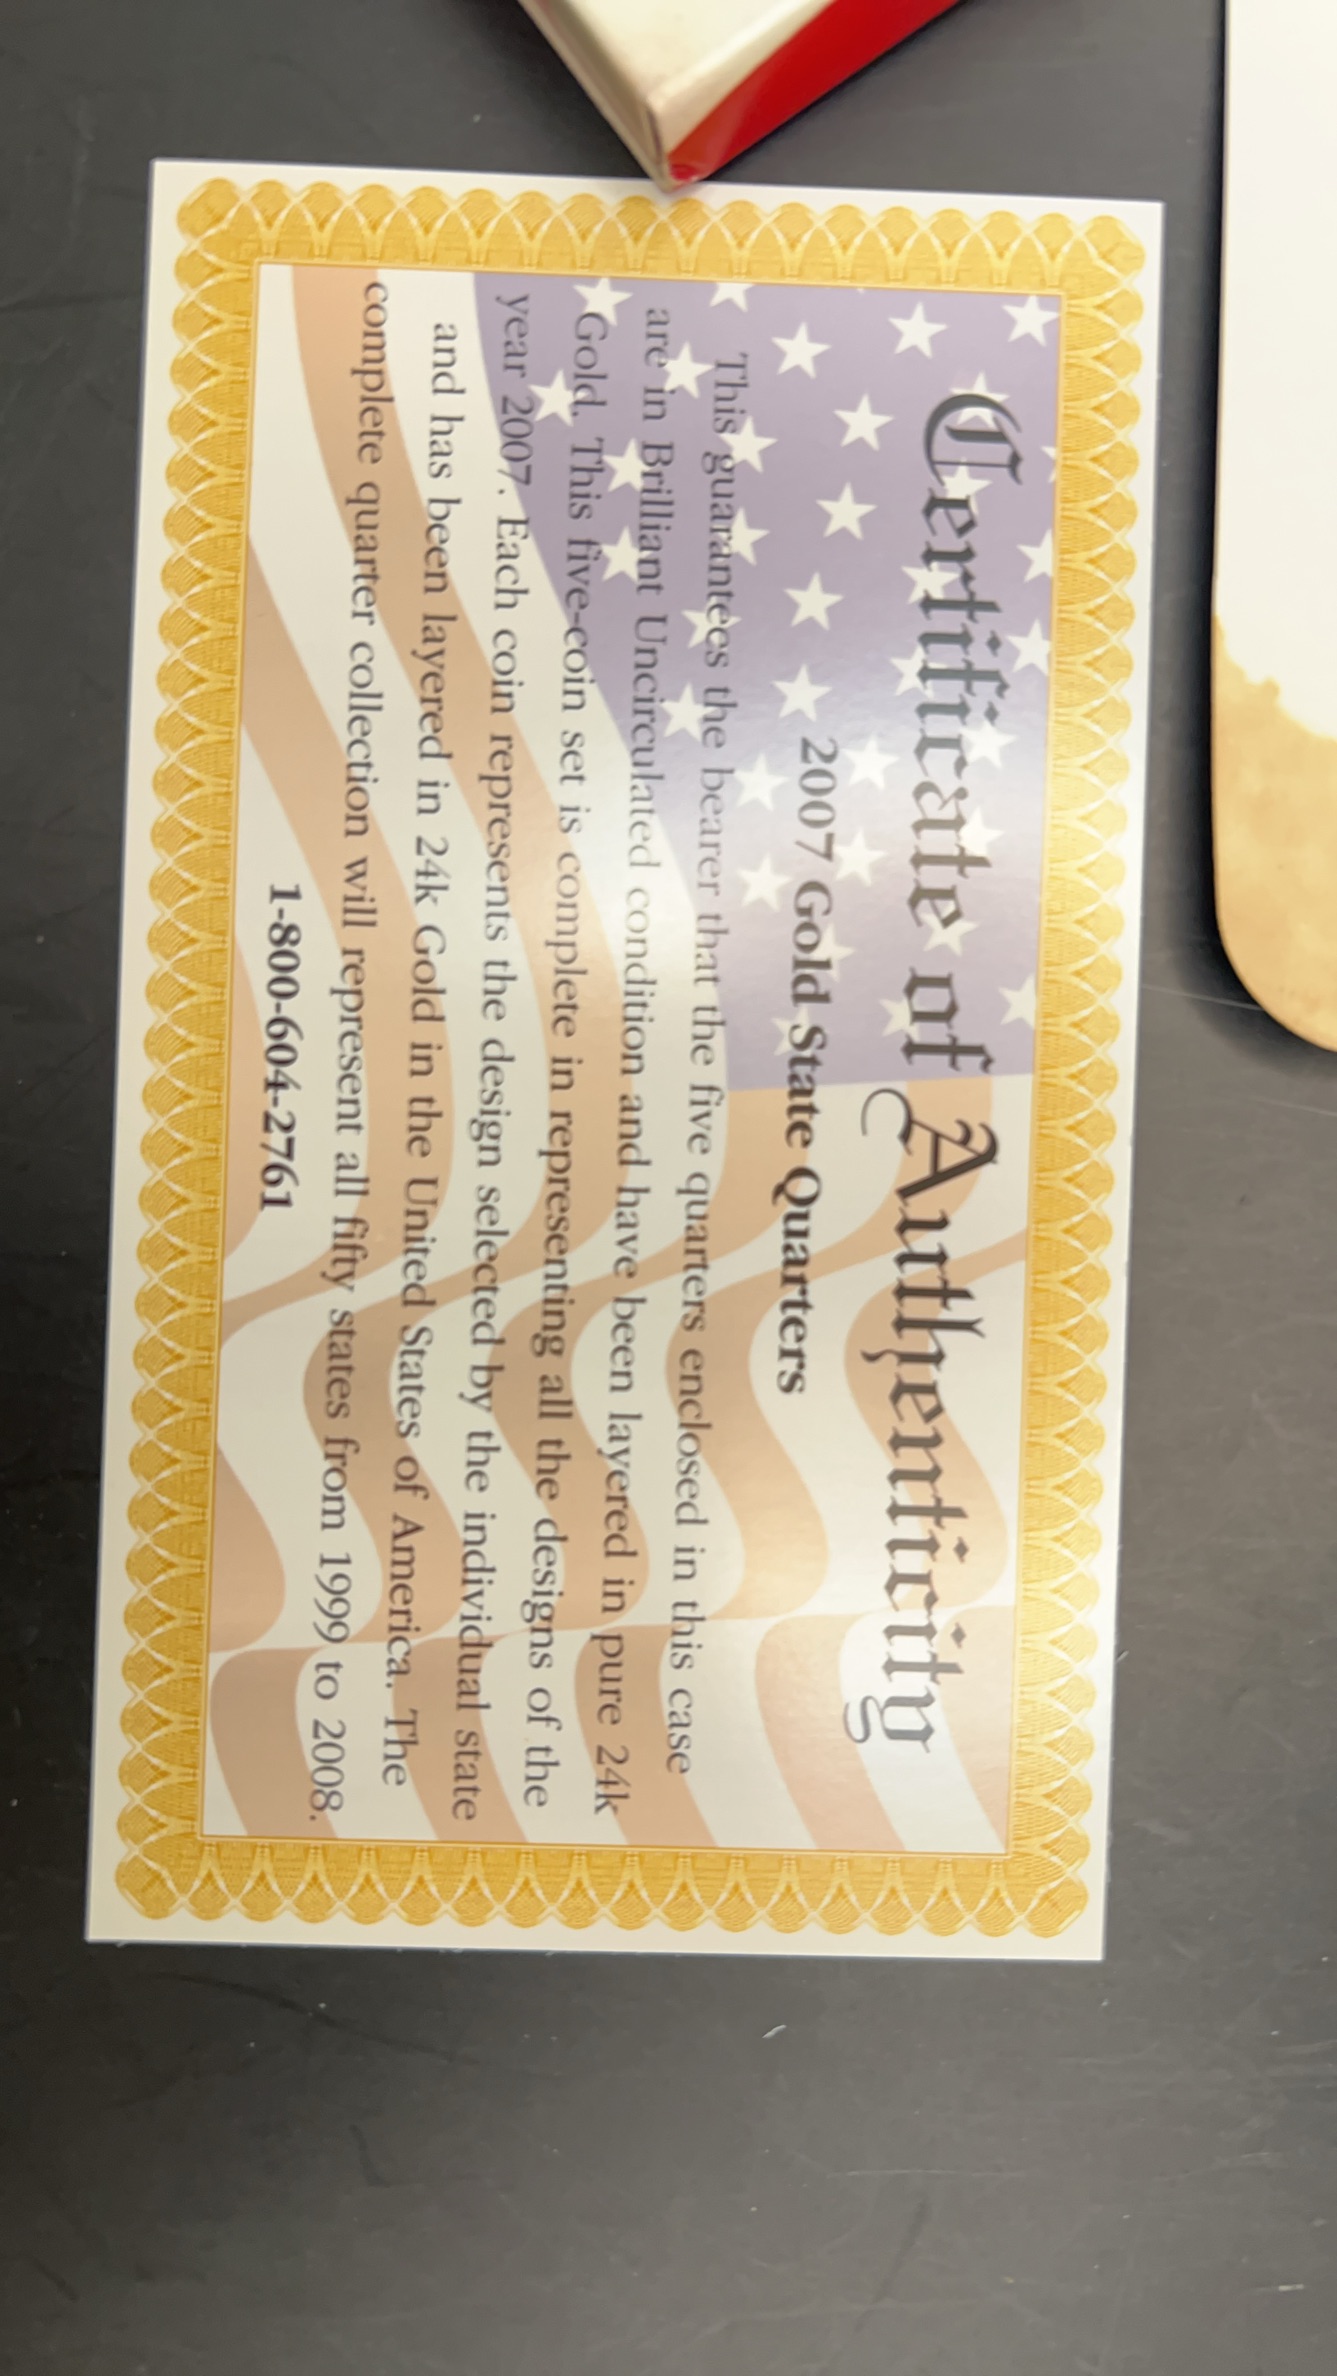 Certificate of Authenticity
2007 Gold State Quarters
This guarantees the bearer that the five quarters enclosed in this case
are in Brilliant Uncirculated condition and have been layered in pure 24k
Gold. This five-coin set is complete in representing all the designs of the
year 2007. Each coin represents the design selected by the individual state
and has been layered in 24k Gold in the United States of America. The
complete quarter collection will represent all fifty states from 1999 to 2008.
1-800-604-2761